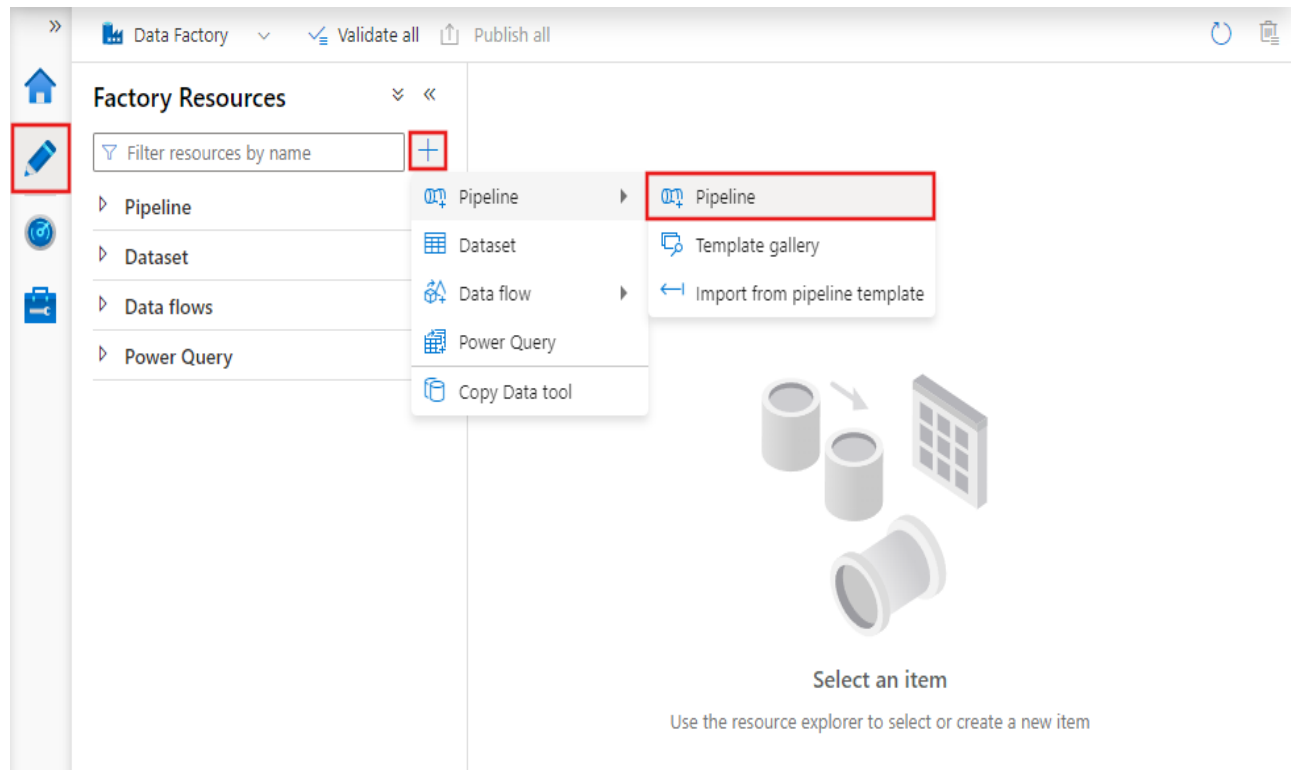 Data Factory
Validate all
Publish all
Factory Resources
Filter resources by name
Pipeline
Dataset
Data flows
Power Query
Pipeline
Dataset
Data flow
Power Query
Copy Data tool
Pipeline
Template gallery
Import from pipeline template
Select an item
Use the resource explorer to select or create a new item